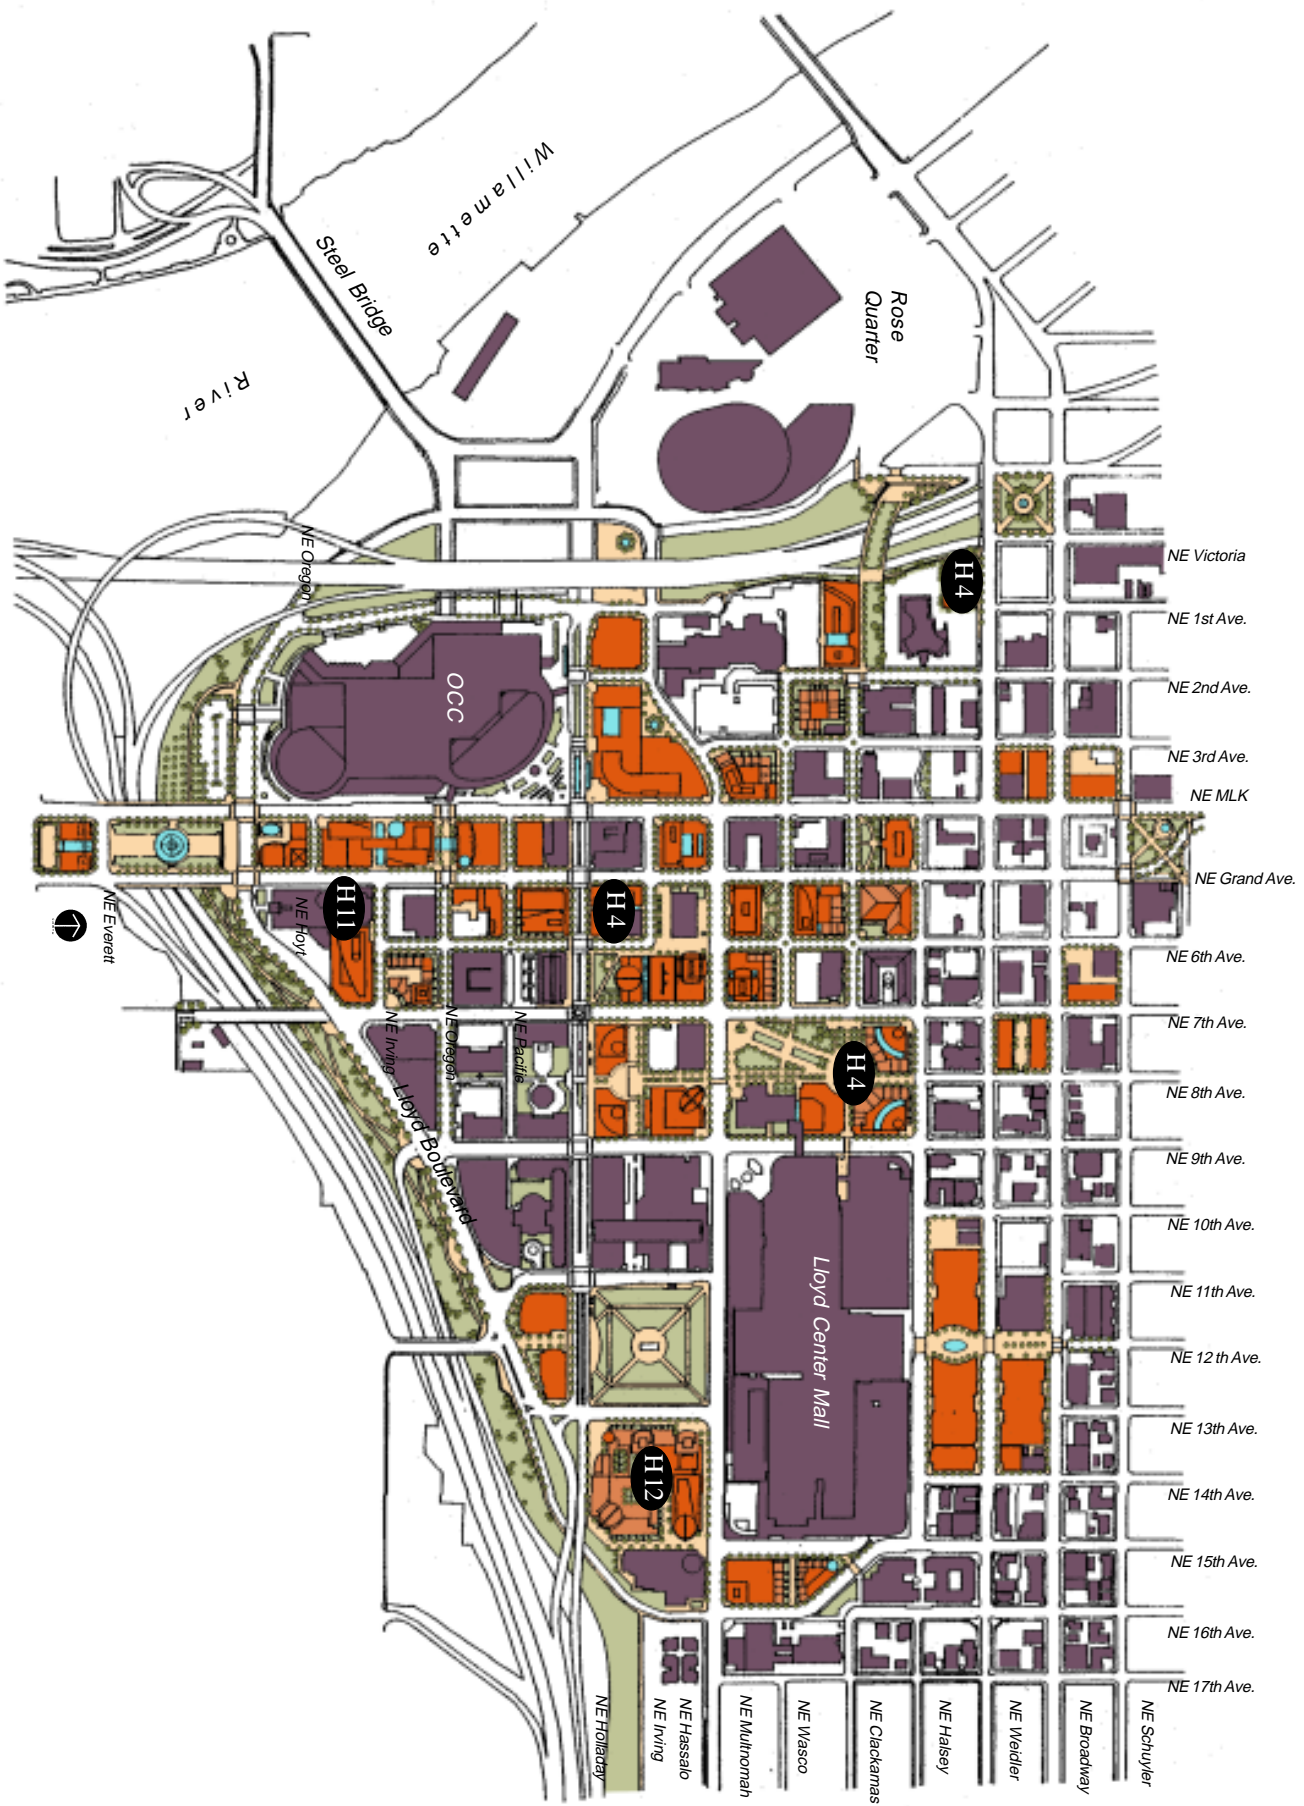 Willamette
Steel Bridge
River
Rose
Quarter
NE Oregon
OCC
H 4
NE Victoria
NE 1st Ave.
NE 2nd Ave.
NE 3rd Ave.
NE MLK
NE Grand Ave.
NE 6th Ave.
NE 7th Ave.
NE 8th Ave.
NE 9th Ave.
NE 10th Ave.
NE 11th Ave.
NE 12 th Ave.
NE 13th Ave.
NE 14th Ave.
NE 15th Ave.
NE 16th Ave.
NE 17th Ave.
H 11
H 4
NE Everett
NE Hoyt
NE Irving
NE Oregon
NE Pacific
H 4
Lloyd Boulevard
Lloyd Center Mall
H 12
NE Holladay
NE Irving
NE Hassalo
NE Multnomah
NE Wasco
NE Clackamas
NE Halsey
NE Weidler
NE Broadway
NE Schuyler